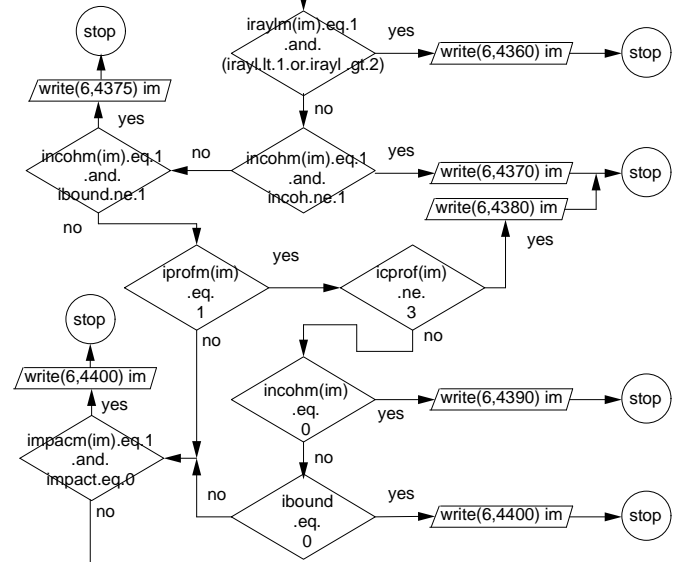 iraylm(im).eq.1
.and.
(irayl.lt.1.or.irayl .gt.2)
yes
write(6,4360) im
stop
no
stop
write(6,4375) im
yes
incohm(im).eq.1
.and.
ibound.ne.1
no
incohm(im).eq.1
.and.
incoh.ne.1
yes
write(6,4370) im
stop
write(6,4380) im
yes
no
iprofm(im)
.eq.
1
yes
icprof(im)
.ne.
3
no
no
stop
write(6,4400) im
yes
impacm(im).eq.1
.and.
impact.eq.0
no
incohm(im)
.eq.
0
yes
write(6,4390) im
stop
no
ibound
.eq.
0
no
yes
write(6,4400) im
stop